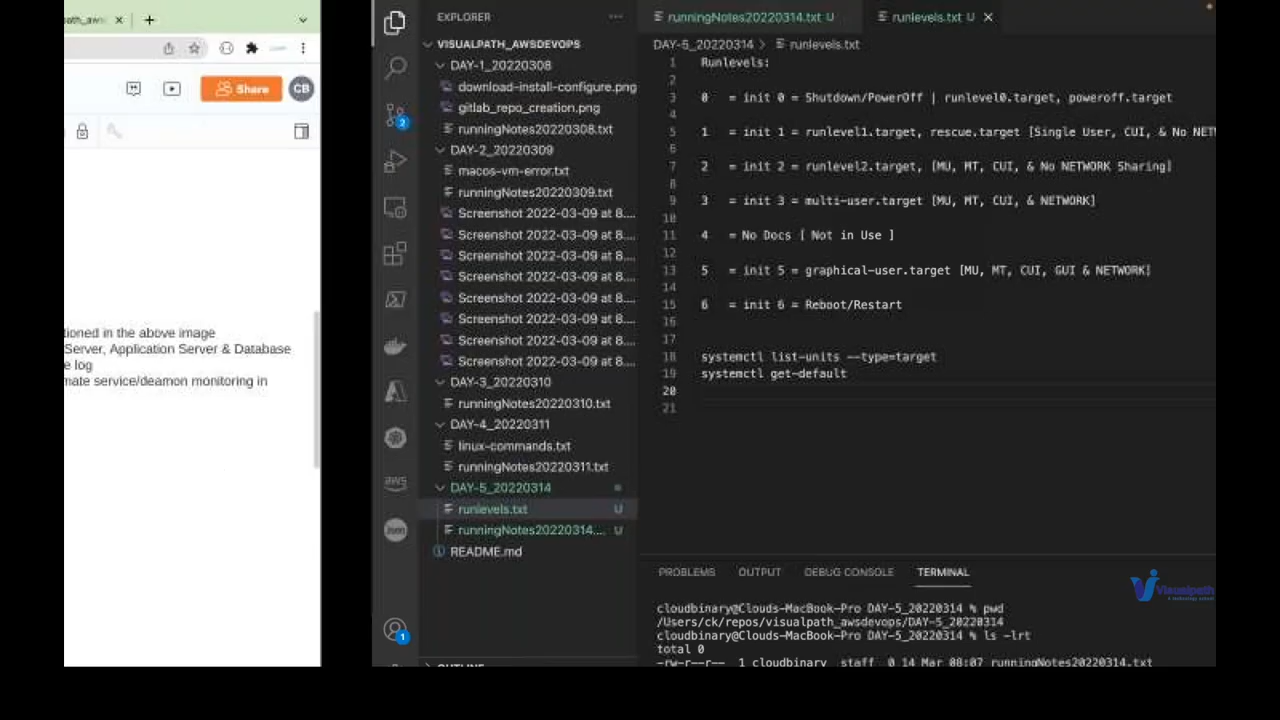 Share
CB
tioned in the above image
Server, Application Server & Database
e log
mate service/deamon monitoring in
2
1
EXPLORER
VISUALPATH_AWSDEVOPS
DAY-1_20220308
download-install-configure.png
gitlab_repo_creation.png
runningNotes20220308.txt
DAY-2_20220309
macos-vm-error.txt
runningNotes20220309.txt
Screenshot 2022-03-09 at 8....
Screenshot 2022-03-09 at 8....
Screenshot 2022-03-09 at 8....
Screenshot 2022-03-09 at 8....
Screenshot 2022-03-09 at 8....
Screenshot 2022-03-09 at 8....
Screenshot 2022-03-09 at 8....
Screenshot 2022-03-09 at 8....
DAY-3_20220310
runningNotes20220310.txt
DAY-4_20220311
linux-commands.txt
runningNotes20220311.txt
DAY-5_20220314
runlevels.txt U
runningNotes20220314.... U
README.md
OUTLINE
runningNotes20220314.txt U
runlevels.txt U
DAY-5_20220314 > runlevels.txt
1 Runlevels:
2
3 0 = init 0 = Shutdown/PowerOff | runlevel0.target, poweroff.target
4
5 1 = init 1 = runlevel1.target, rescue.target [Single User, CUI, & No NET
6
7 2 = init 2 = runlevel2.target, [MU, MT, CUI, & No NETWORK Sharing]
8
9 3 = init 3 = multi-user.target [MU, MT, CUI, & NETWORK]
10
11 4 = No Docs [ Not in Use ]
12
13 5 = init 5 = graphical-user.target [MU, MT, CUI, GUI & NETWORK]
14
15 6 = init 6 = Reboot/Restart
16
17
18 systemctl list-units --type=target
19 systemctl get-default
20
21
PROBLEMS OUTPUT DEBUG CONSOLE TERMINAL
Visualpath
cloudbinary@Clouds-MacBook-Pro DAY-5_20220314 % pwd
/Users/ck/repos/visualpath_awsdevops/DAY-5_20220314
cloudbinary@Clouds-MacBook-Pro DAY-5_20220314 % ls -lrt
total 0
-rw-r--r-- 1 cloudbinary staff 0 14 Mar 08:07 runningNotes20220314.txt